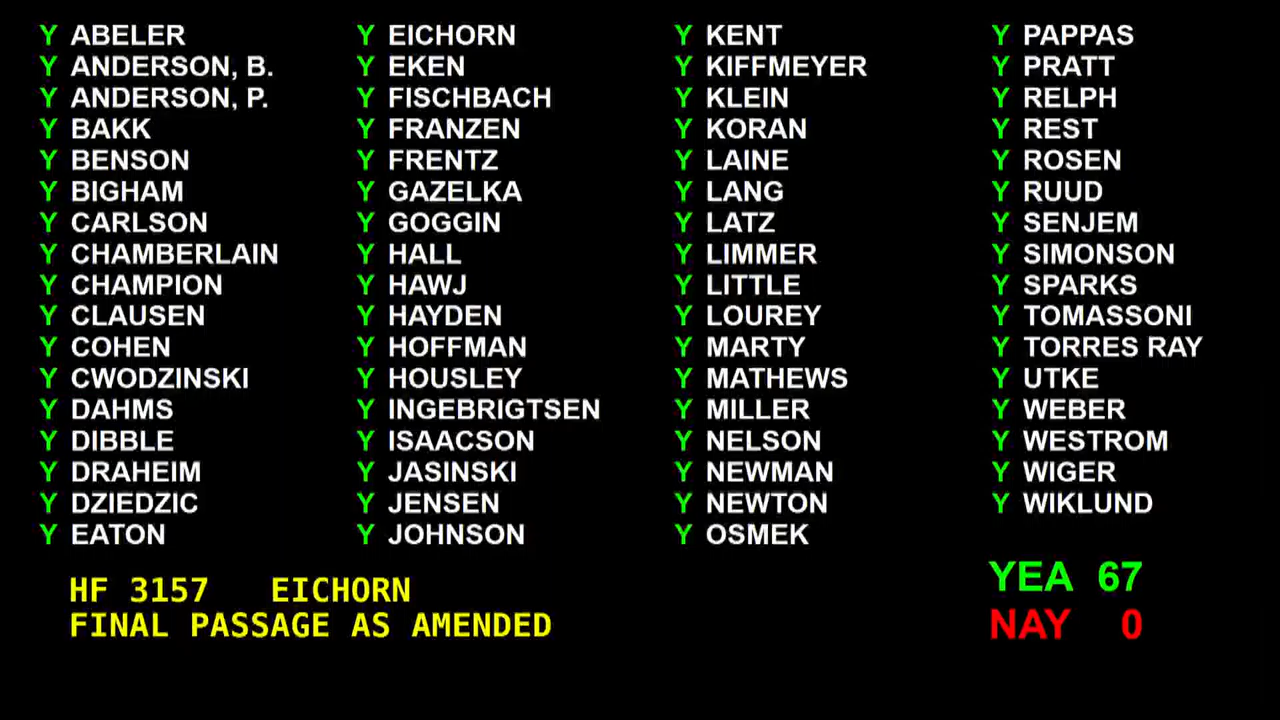 Y ABELER
Y ANDERSON, B.
Y ANDERSON, P.
Y BAKK
Y BENSON
Y BIGHAM
Y CARLSON
Y CHAMBERLAIN
Y CHAMPION
Y CLAUSEN
Y COHEN
Y CWODZINSKI
Y DAHMS
Y DIBBLE
Y DRAHEIM
Y DZIEDZIC
Y EATON
Y EICHORN
Y EKEN
Y FISCHBACH
Y FRANZEN
Y FRENTZ
Y GAZELKA
Y GOGGIN
Y HALL
Y HAWJ
Y HAYDEN
Y HOFFMAN
Y HOUSLEY
Y INGEBRIGTSEN
Y ISAACSON
Y JASINSKI
Y JENSEN
Y JOHNSON
Y KENT
Y KIFFMEYER
Y KLEIN
Y KORAN
Y LAINE
Y LANG
Y LATZ
Y LIMMER
Y LITTLE
Y LOUREY
Y MARTY
Y MATHEWS
Y MILLER
Y NELSON
Y NEWMAN
Y NEWTON
Y OSMEK
Y PAPPAS
Y PRATT
Y RELPH
Y REST
Y ROSEN
Y RUUD
Y SENJEM
Y SIMONSON
Y SPARKS
Y TOMASSONI
Y TORRES RAY
Y UTKE
Y WEBER
Y WESTROM
Y WIGER
Y WIKLUND
HF 3157 EICHORN
FINAL PASSAGE AS AMENDED
YEA 67
NAY 0